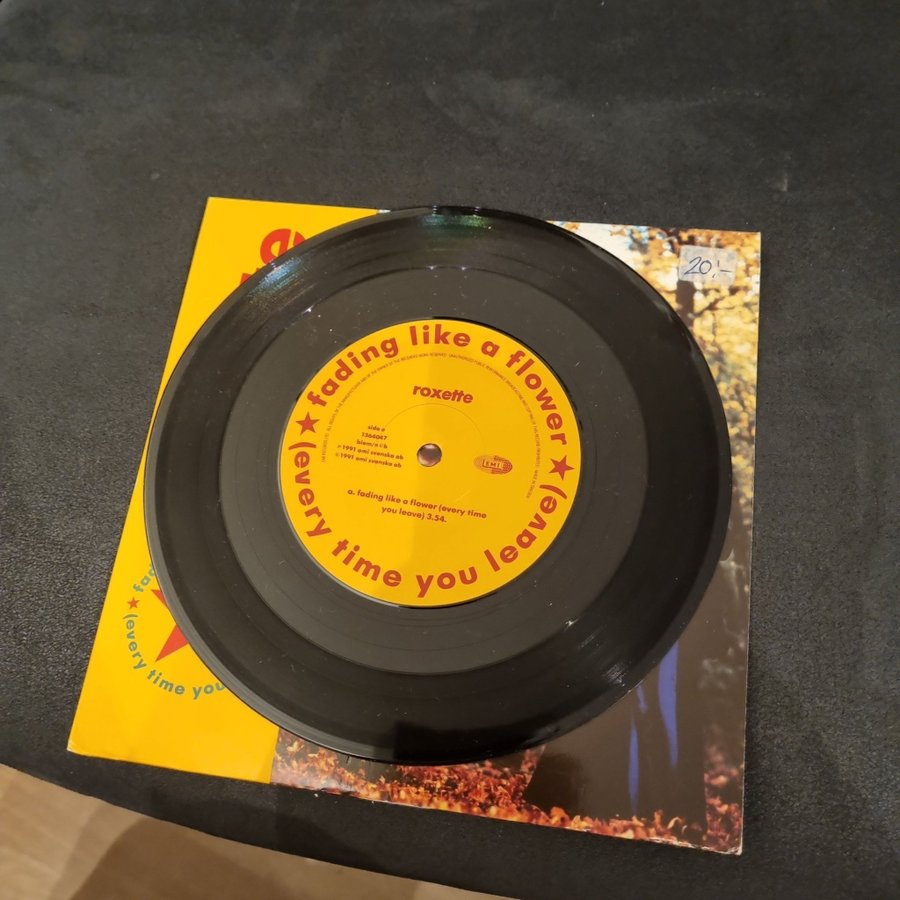 20,-
fading like a flower
(every time you leave)
roxette
side a
1364047
biem/n©b
℗ 1991 emi svenska ab
© 1991 emi svenska ab
EMI
a. fading like a flower (every time
you leave) 3.54.
(every time you